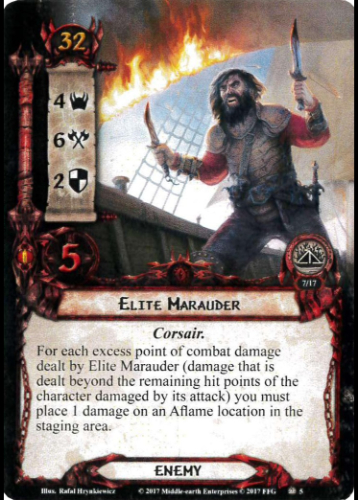 32
4
6
2
5
7/17
ELITE MARAUDER
Corsair.
For each excess point of combat damage
dealt by Elite Marauder (damage that is
dealt beyond the remaining hit points of the
character damaged by its attack) you must
place 1 damage on an Aflame location in the
staging area.
Illus. Rafał Hrynkiewicz
ENEMY
© 2017 Middle-earth Enterprises © 2017 FFG
5